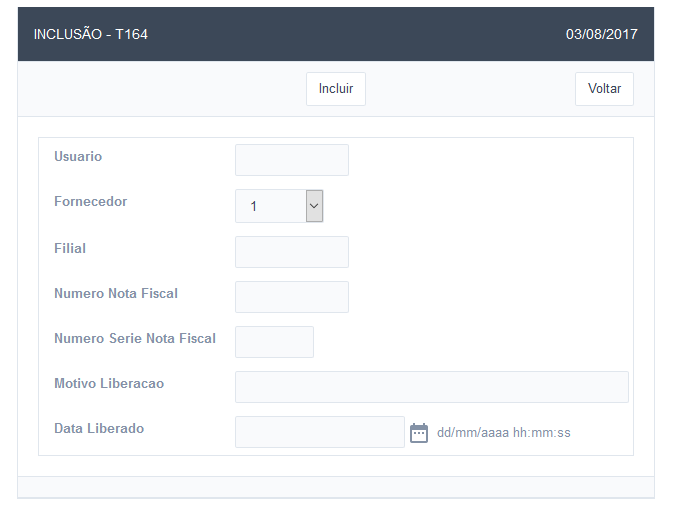 INCLUSÃO - T164 03/08/2017
Incluir Voltar
Usuario
Fornecedor 1
Filial
Numero Nota Fiscal
Numero Serie Nota Fiscal
Motivo Liberacao
Data Liberado dd/mm/aaaa hh:mm:ss